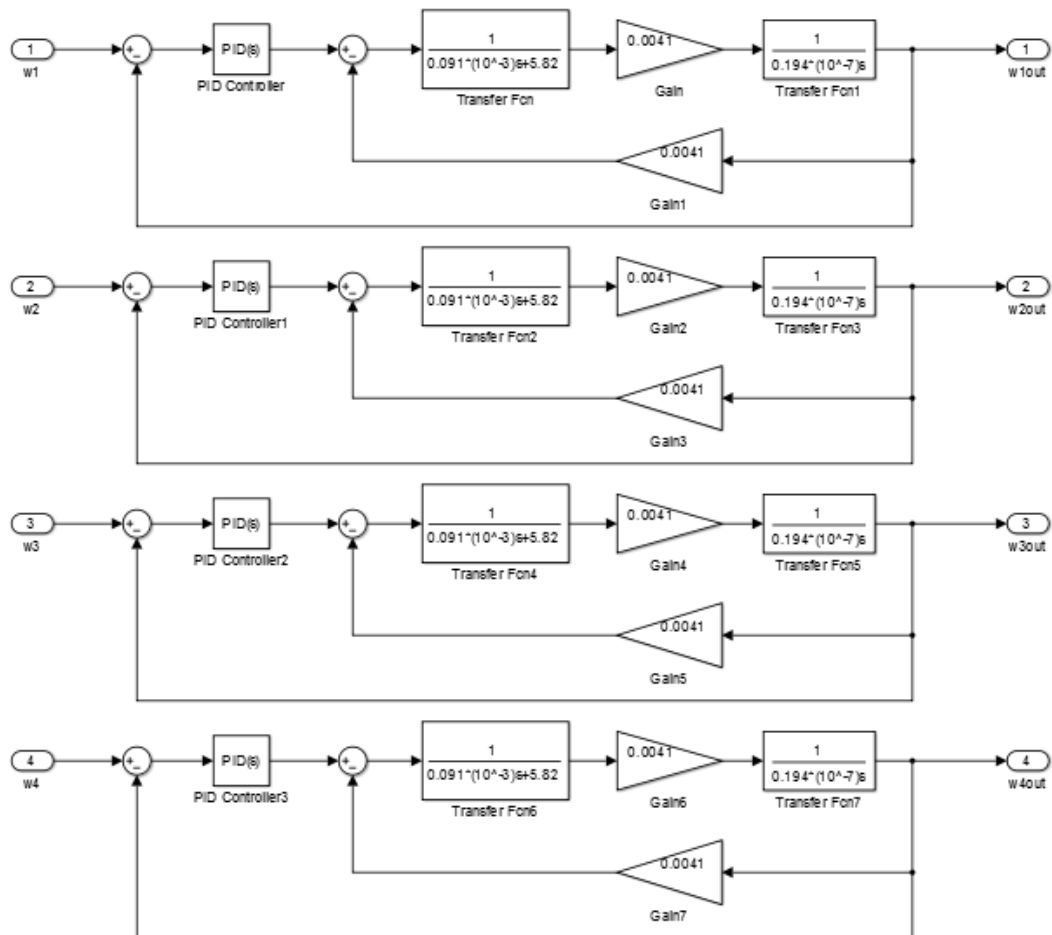 1
w1
+
-
PID(s)
PID Controller
+
-
1
0.091*(10^-3)s+5.82
Transfer Fcn
0.0041
Gain
1
0.194*(10^-7)s
Transfer Fcn1
1
w1out
0.0041
Gain1
2
w2
+
-
PID(s)
PID Controller1
+
-
1
0.091*(10^-3)s+5.82
Transfer Fcn2
0.0041
Gain2
1
0.194*(10^-7)s
Transfer Fcn3
2
w2out
0.0041
Gain3
3
w3
+
-
PID(s)
PID Controller2
+
-
1
0.091*(10^-3)s+5.82
Transfer Fcn4
0.0041
Gain4
1
0.194*(10^-7)s
Transfer Fcn5
3
w3out
0.0041
Gain5
4
w4
+
-
PID(s)
PID Controller3
+
-
1
0.091*(10^-3)s+5.82
Transfer Fcn6
0.0041
Gain6
1
0.194*(10^-7)s
Transfer Fcn7
4
w4out
0.0041
Gain7